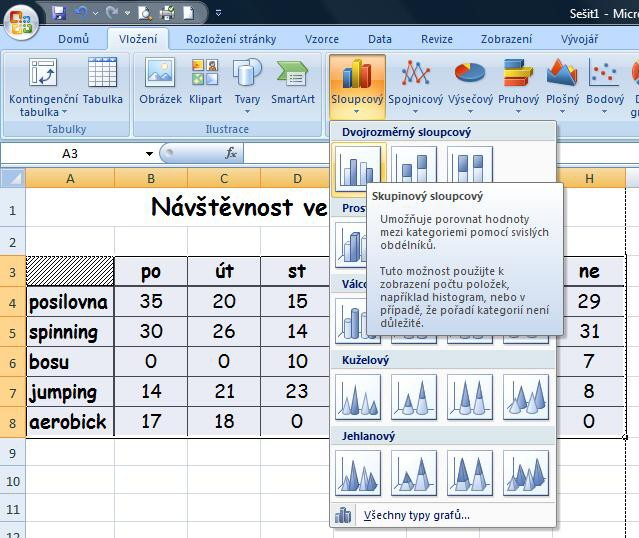 Sešit1 - Micro
Domů Vložení Rozložení stránky Vzorce Data Revize Zobrazení Vývojář
Kontingenční tabulka Tabulka Obrázek Klipart Tvary SmartArt Sloupcový Spojnicový Výsečový Pruhový Plošný Bodový D gr
Tabulky Ilustrace
A3 fx
Dvojrozměrný sloupcový
A B C D H
Skupinový sloupcový
Umožňuje porovnat hodnoty
mezi kategoriemi pomocí svislých
obdélníků.
Tuto možnost použijte k
zobrazení počtu položek,
například histogram, nebo v
případě, že pořadí kategorií není
důležité.
Prost
Válco
Kuželový
Jehlanový
Všechny typy grafů...
1 Návštěvnost ve
2
3 po út st ne
4 posilovna 35 20 15 29
5 spinning 30 26 14 31
6 bosu 0 0 10 7
7 jumping 14 21 23 8
8 aerobick 17 18 0 0
9
10
11
12